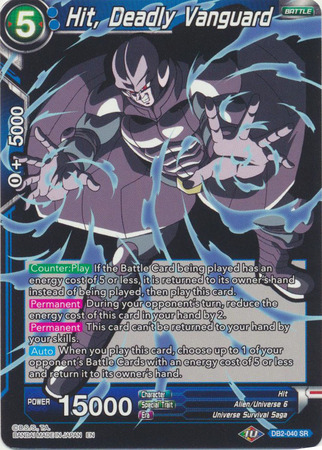 5
Hit, Deadly Vanguard
BATTLE
0 + 5000
Counter:Play If the Battle Card being played has an
energy cost of 5 or less, it is returned to its owner's hand
instead of being played, then play this card.
Permanent During your opponent's turn, reduce the
energy cost of this card in your hand by 2.
Permanent This card can't be returned to your hand by
your skills.
Auto When you play this card, choose up to 1 of your
opponent's Battle Cards with an energy cost of 5 or less
and return it to its owner's hand.
POWER 15000
Character Hit
Special Trait Alien/Universe 6
Era Universe Survival Saga
©B.S./S., T.A.
BANDAI MADE IN JAPAN EN
DB2-040 SR